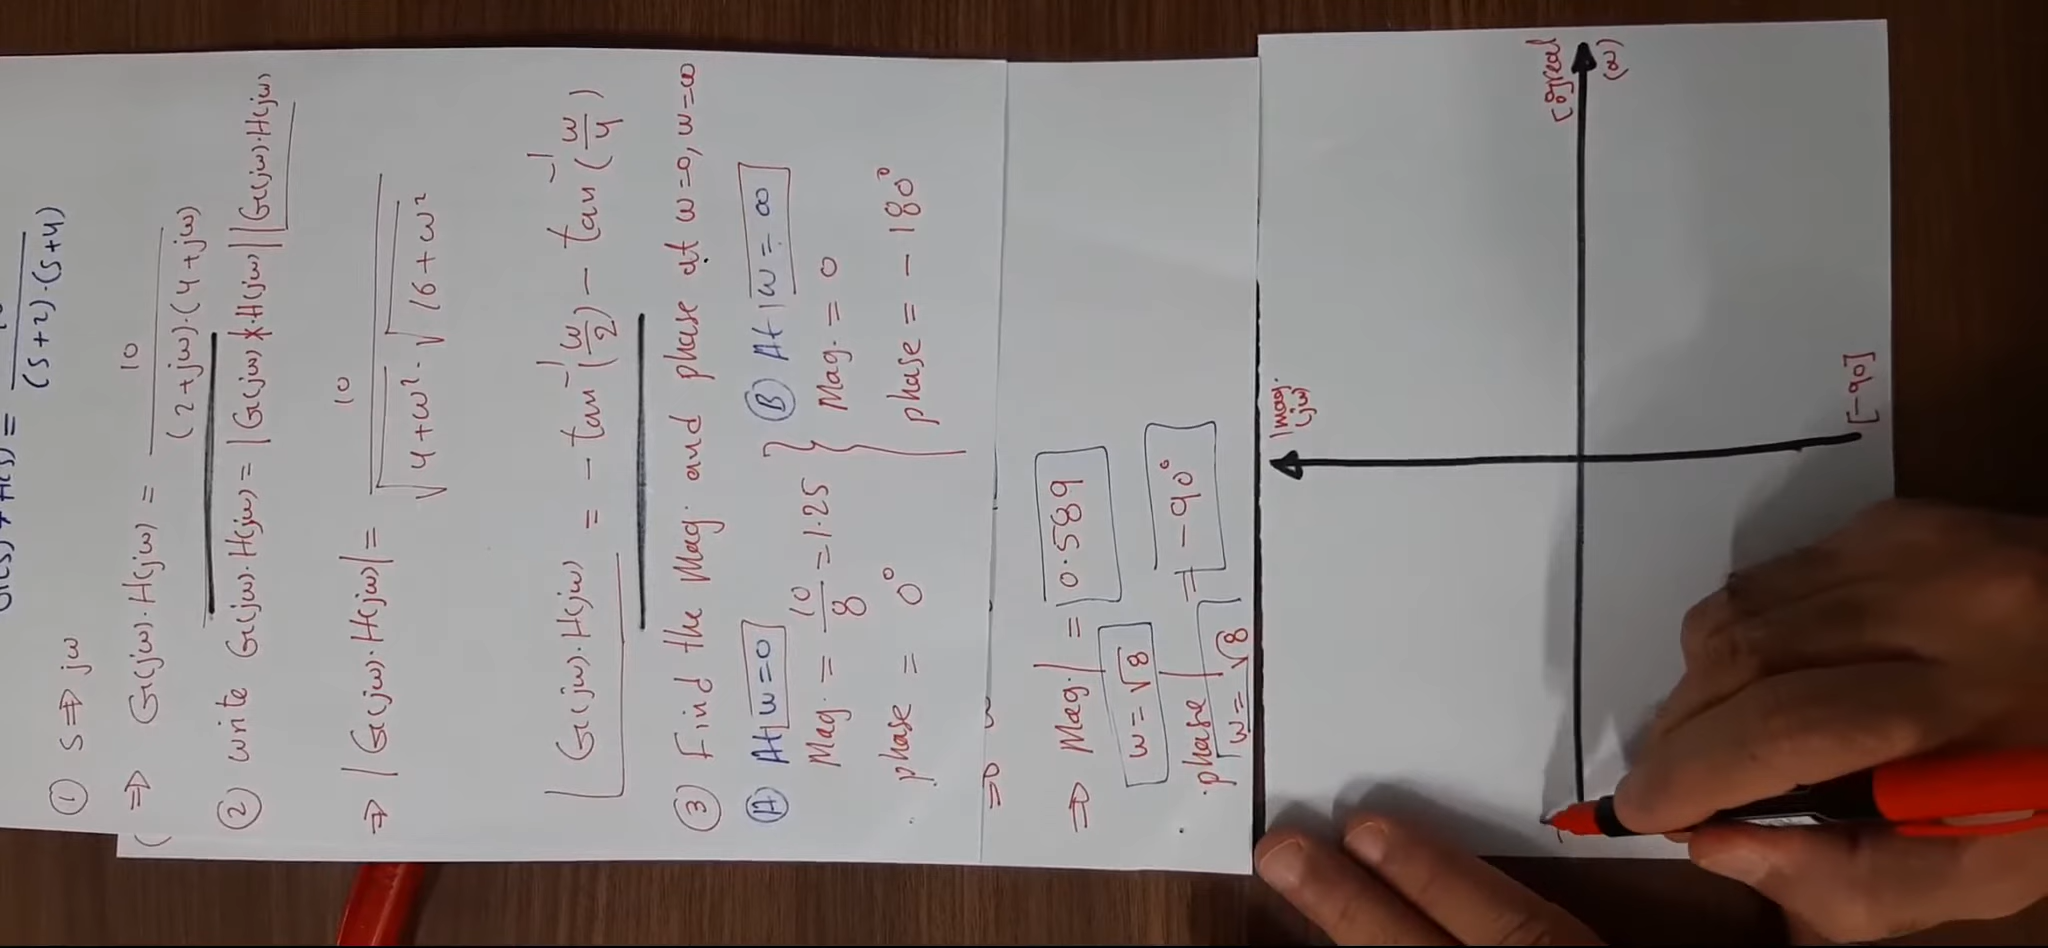 G(s) * H(s) = 10 / (s+2)·(s+4)
① s ⇒ jω
⇒ G(jω)·H(jω) = 10 / (2+jω)·(4+jω)
② write G(jω)·H(jω) = |G(jω)·H(jω)| ∠G(jω)·H(jω)
⇒ |G(jω)·H(jω)| = 10 / √4+ω² · √16+ω²
∠G(jω)·H(jω) = - tan⁻¹(ω/2) - tan⁻¹(ω/4)
③ Find the Mag. and phase at ω=0, ω=∞
Ⓐ At ω=0
Mag. = 10/8 = 1.25
phase = 0°
Ⓑ At ω=∞
Mag. = 0
phase = - 180°
⇒ Mag.| ω=√8 = 0.589
phase| ω=√8 = -90°
Imag.
(jω)
[0°]real
[-90]